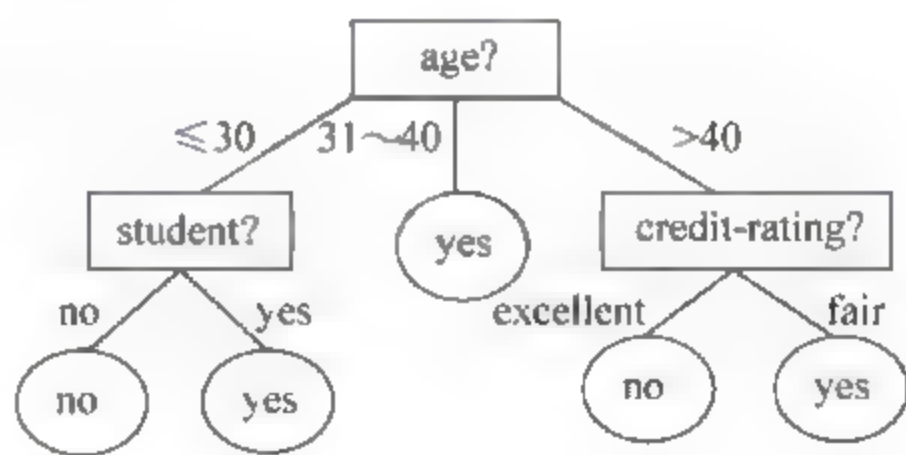 age?
≤30 31~40 >40
student? yes credit-rating?
no yes excellent fair
no yes no yes